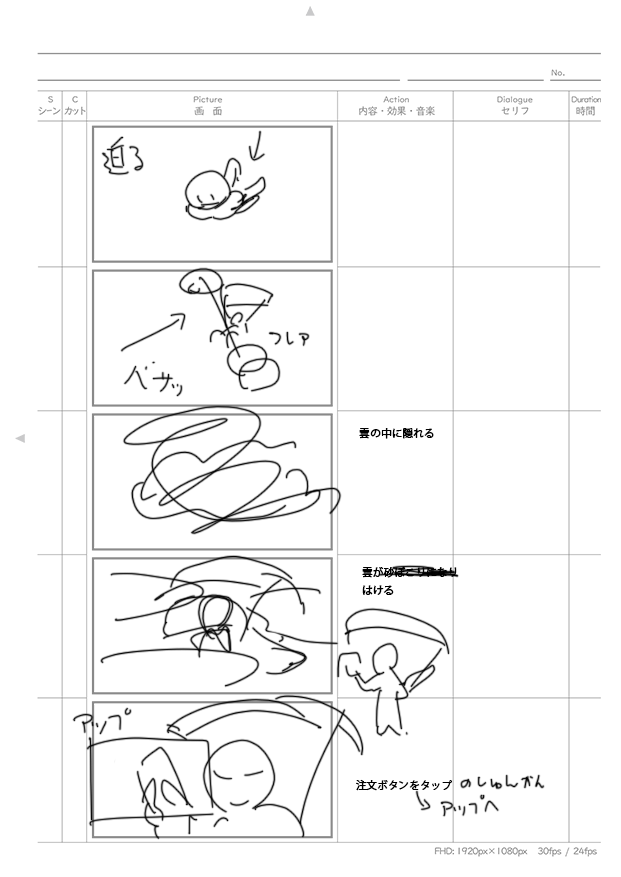 No.
S C Picture Action Dialogue Duration
シーン カット 画 面 内容・効果・音楽 セリフ 時間
迫る
フレア
バサッ
雲の中に隠れる
雲が
はける
アップ
注文ボタンをタップ のしゅんかん
アップへ
FHD: 1920px×1080px 30fps / 24fps